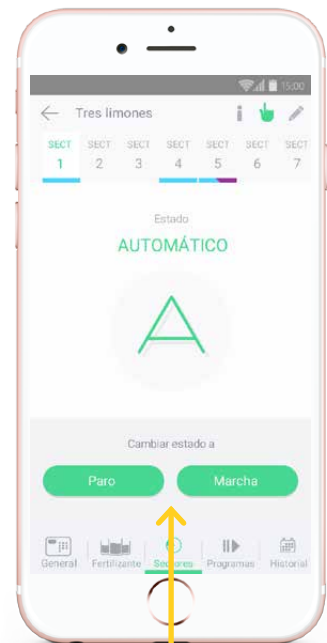 15:00
Tres limones
SECT SECT SECT SECT SECT SECT SECT
1 2 3 4 5 6 7
Estado
AUTOMÁTICO
A
Cambiar estado a
Paro Marcha
General Fertilizante Sectores Programas Historial